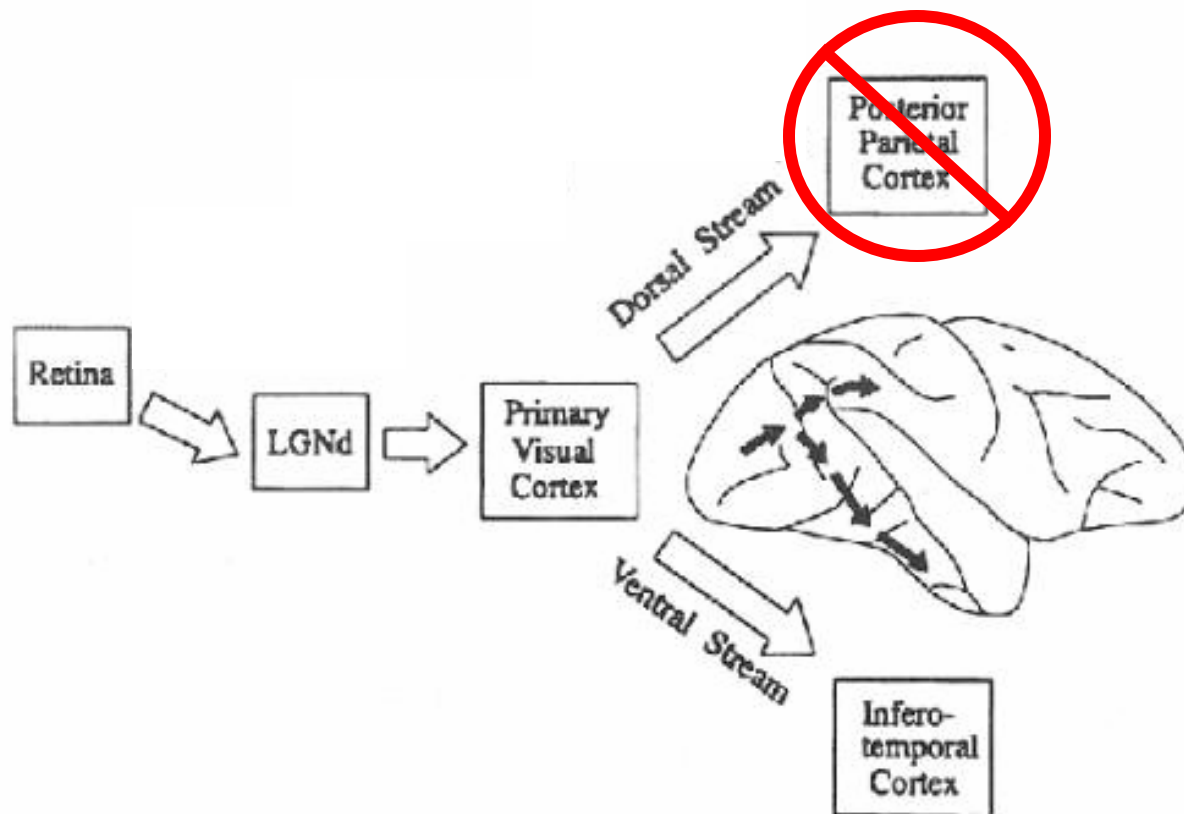 Posterior
Parietal
Cortex
Dorsal Stream
Retina
LGNd
Primary
Visual
Cortex
Ventral Stream
Infero-
temporal
Cortex